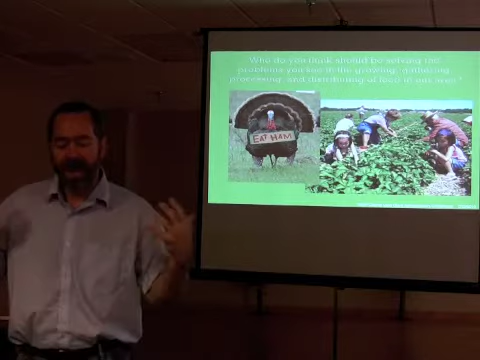 Who do you think should be solving the
problems you see in the growing, gathering
processing, and distributing of food in our area?
EAT HAM